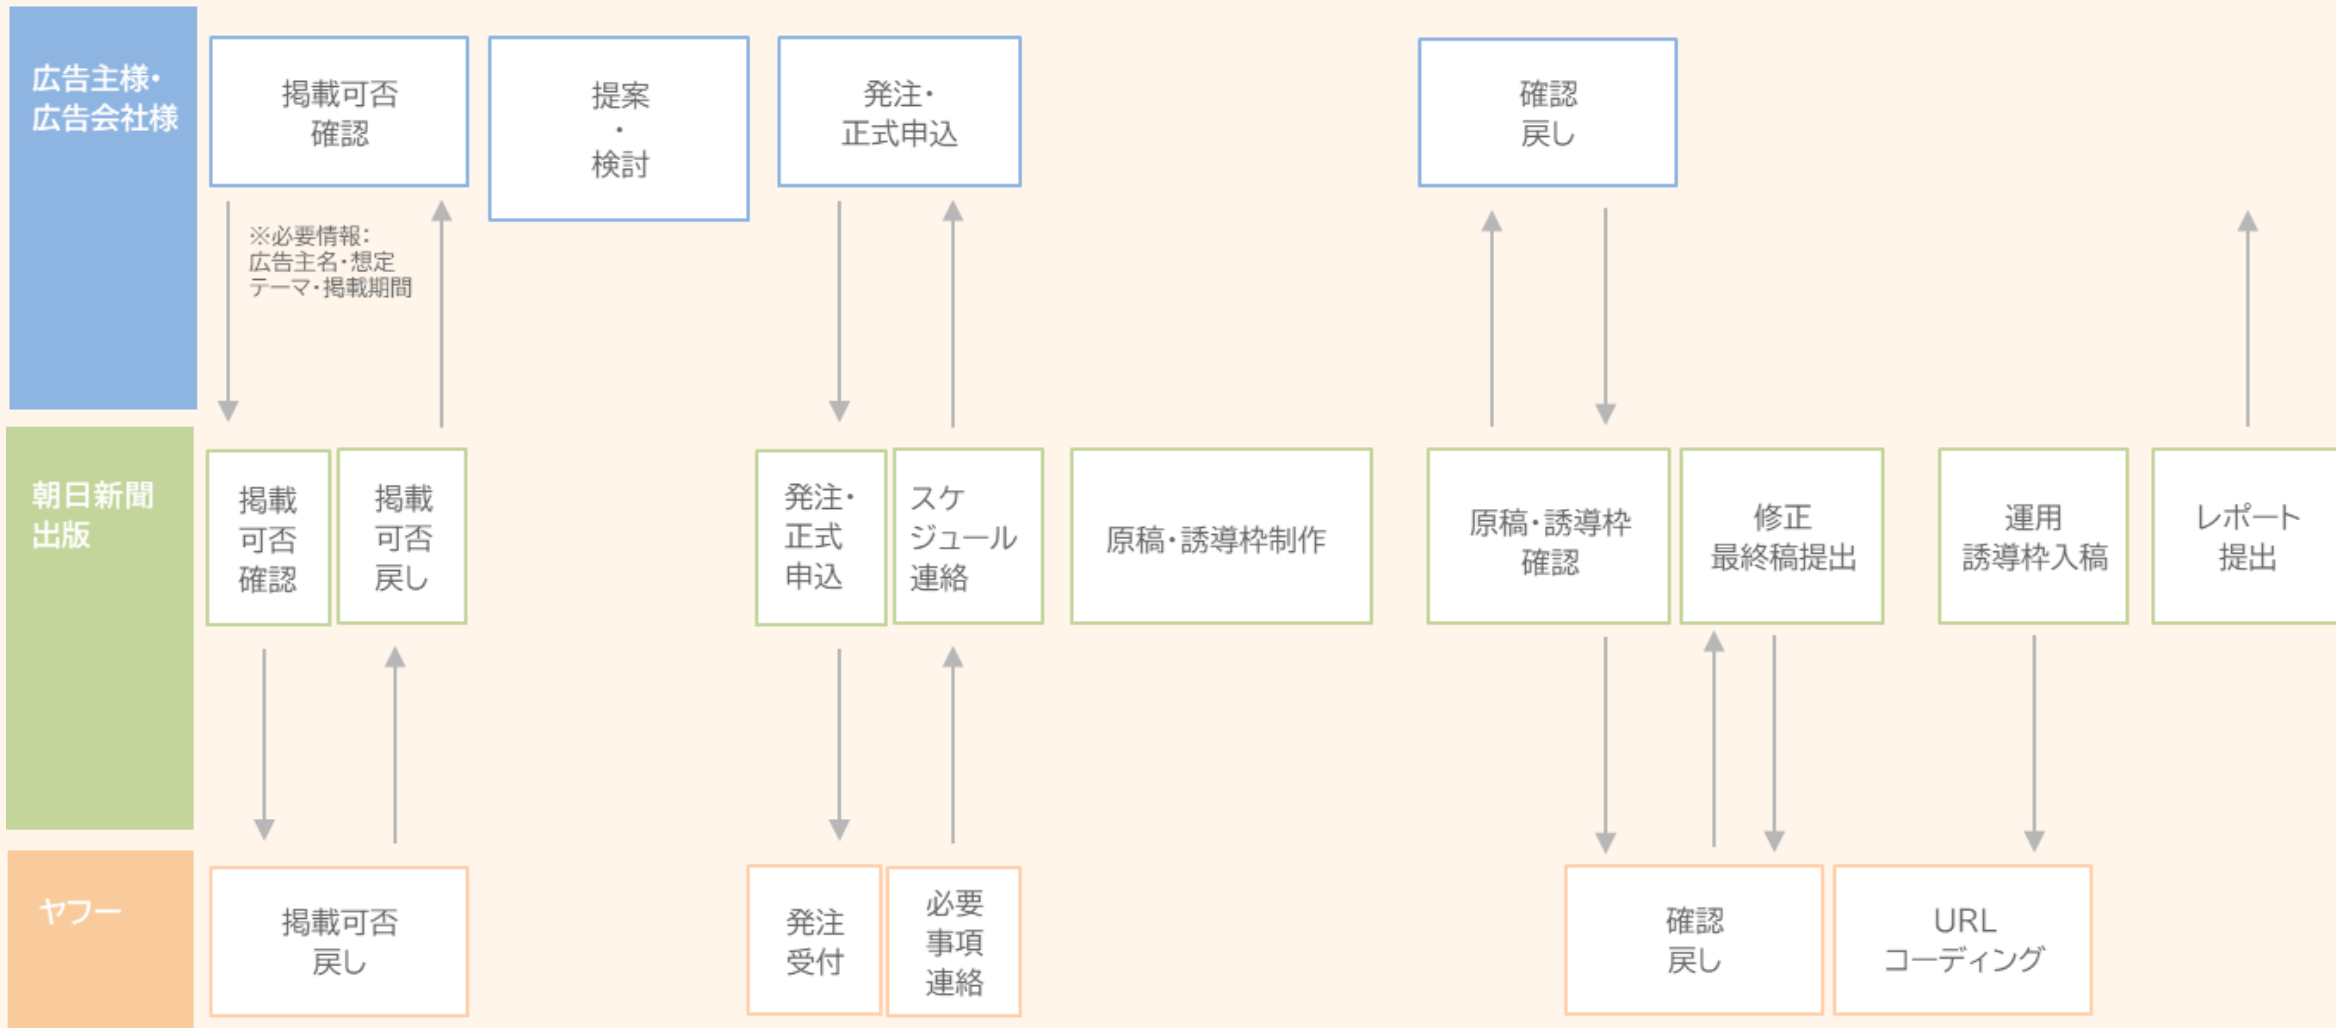 広告主様・
広告会社様
掲載可否
確認
提案
・
検討
発注・
正式申込
確認
戻し
※必要情報：
広告主名・想定
テーマ・掲載期間
朝日新聞
出版
掲載
可否
確認
掲載
可否
戻し
発注・
正式
申込
スケ
ジュール
連絡
原稿・誘導枠制作
原稿・誘導枠
確認
修正
最終稿提出
運用
誘導枠入稿
レポート
提出
ヤフー
掲載可否
戻し
発注
受付
必要
事項
連絡
確認
戻し
URL
コーディング